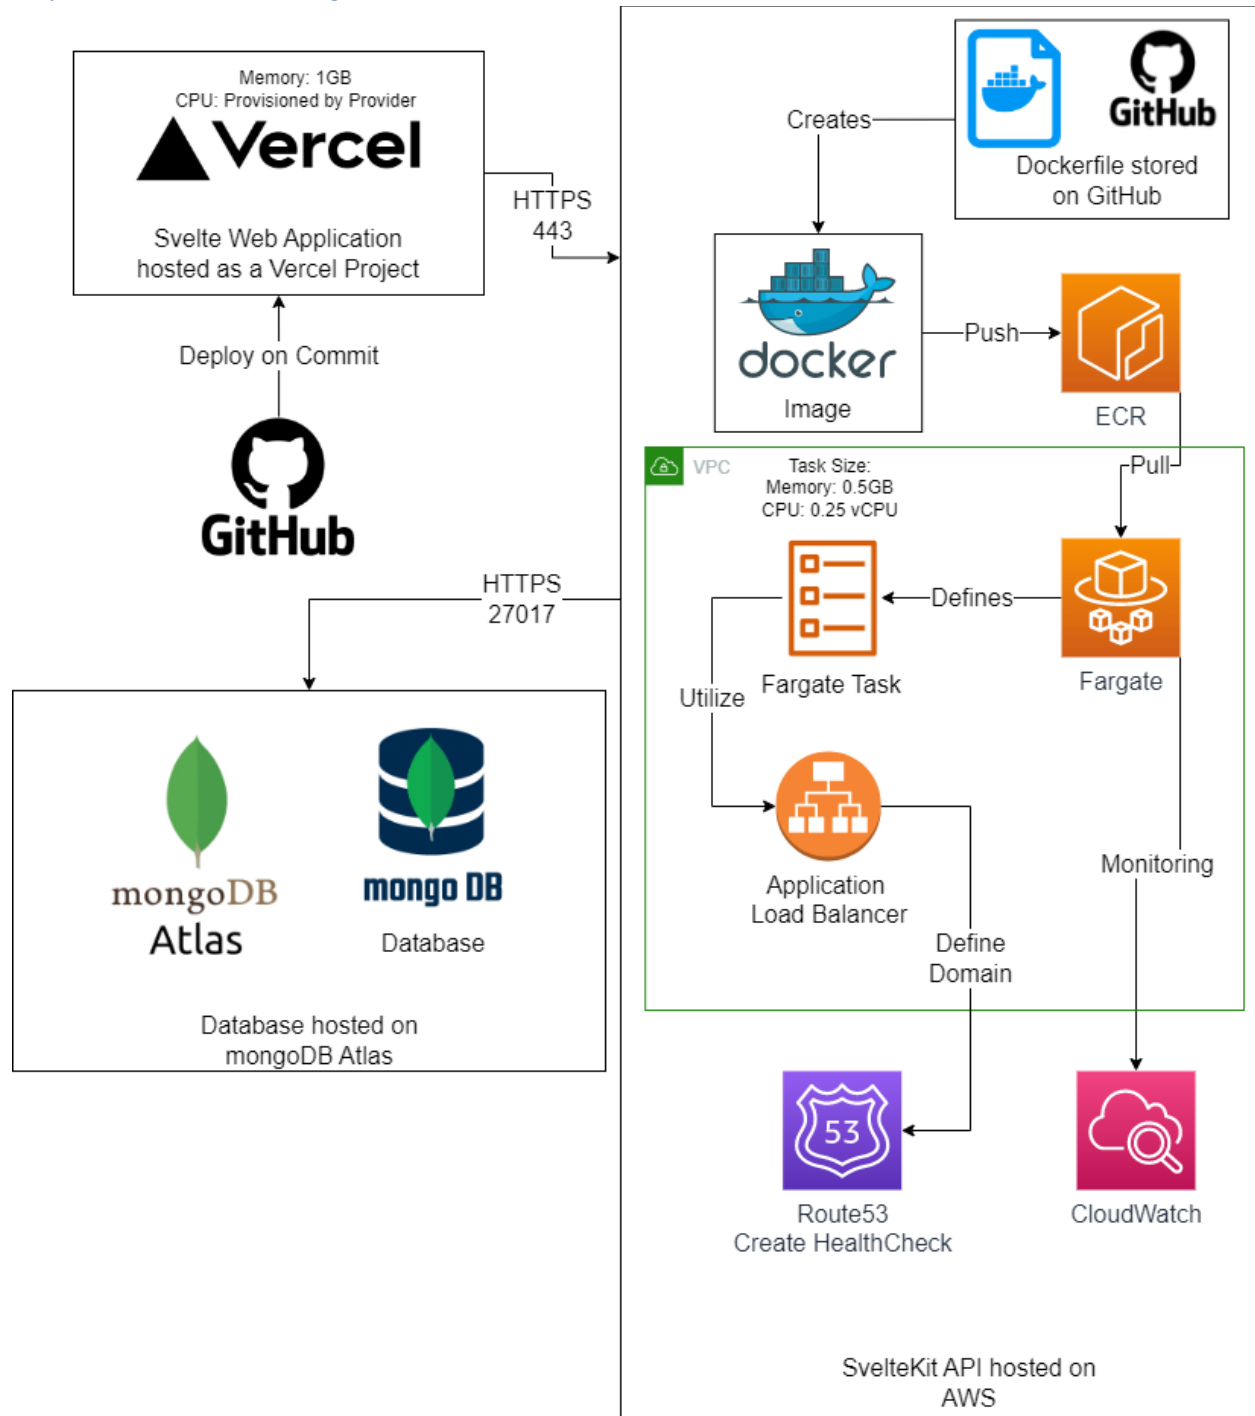 Memory: 1GB
CPU: Provisioned by Provider
Vercel
Svelte Web Application
hosted as a Vercel Project
HTTPS
443
Deploy on Commit
GitHub
HTTPS
27017
mongoDB
Atlas
mongo DB
Database
Database hosted on
mongoDB Atlas
Creates
GitHub
Dockerfile stored
on GitHub
docker
Image
Push
ECR
Pull
VPC
Task Size:
Memory: 0.5GB
CPU: 0.25 vCPU
Defines
Fargate Task
Fargate
Utilize
Application
Load Balancer
Monitoring
Define
Domain
53
Route53
Create HealthCheck
CloudWatch
SvelteKit API hosted on
AWS